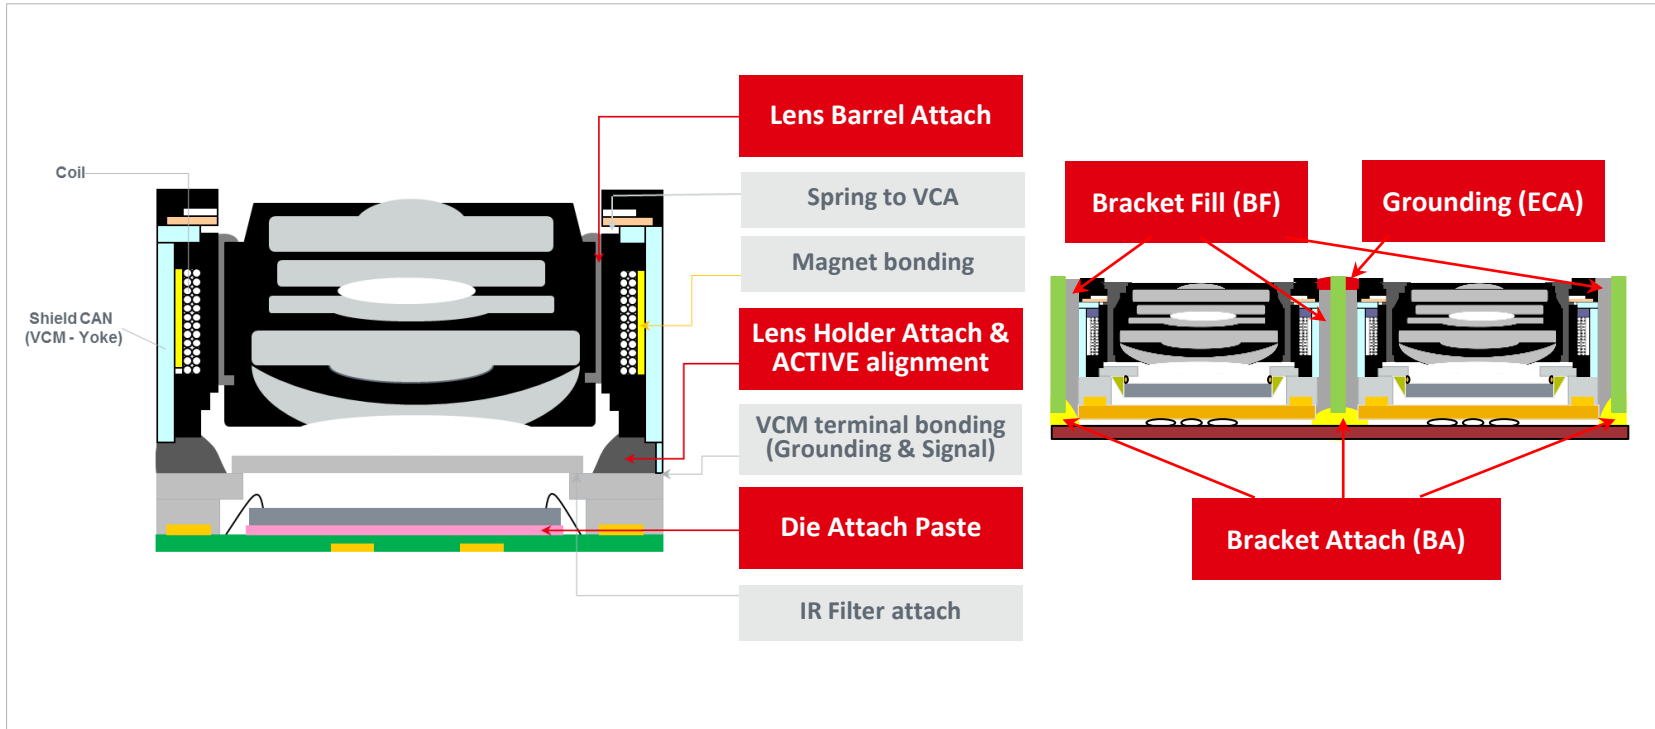 Lens Barrel Attach
Coil
Spring to VCA
Bracket Fill (BF)
Grounding (ECA)
Magnet bonding
Shield CAN
(VCM - Yoke)
Lens Holder Attach &
ACTIVE alignment
VCM terminal bonding
(Grounding & Signal)
Die Attach Paste
Bracket Attach (BA)
IR Filter attach